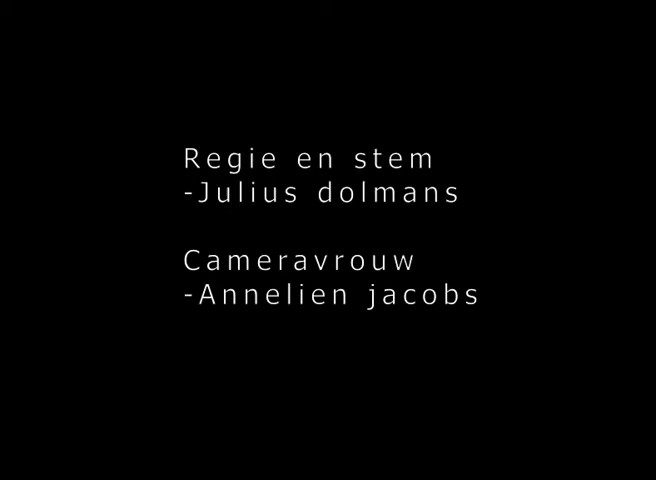 Regie en stem
-Julius dolmans
Cameravrouw
-Annelien jacobs